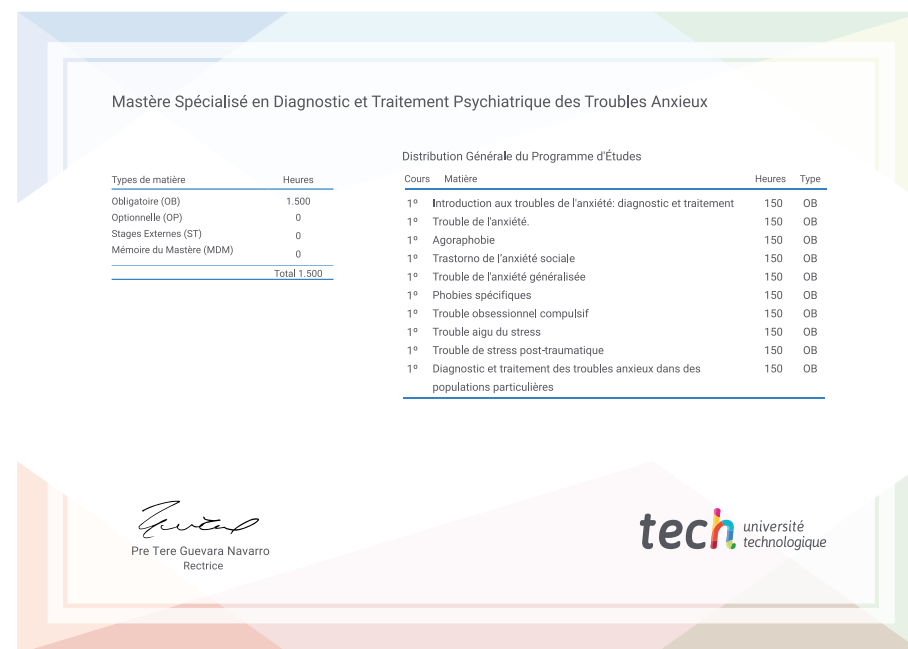 Mastère Spécialisé en Diagnostic et Traitement Psychiatrique des Troubles Anxieux
Types de matière Heures
Obligatoire (OB) 1.500
Optionnelle (OP) 0
Stages Externes (ST) 0
Mémoire du Mastère (MDM) 0
Total 1.500
Distribution Générale du Programme d'Études
Cours Matière Heures Type
1º Introduction aux troubles de l'anxiété: diagnostic et traitement 150 OB
1º Trouble de l'anxiété. 150 OB
1º Agoraphobie 150 OB
1º Trastorno de l'anxiété sociale 150 OB
1º Trouble de l'anxiété généralisée 150 OB
1º Phobies spécifiques 150 OB
1º Trouble obsessionnel compulsif 150 OB
1º Trouble aigu du stress 150 OB
1º Trouble de stress post-traumatique 150 OB
1º Diagnostic et traitement des troubles anxieux dans des 150 OB
populations particulières
Pre Tere Guevara Navarro
Rectrice
tech université
technologique